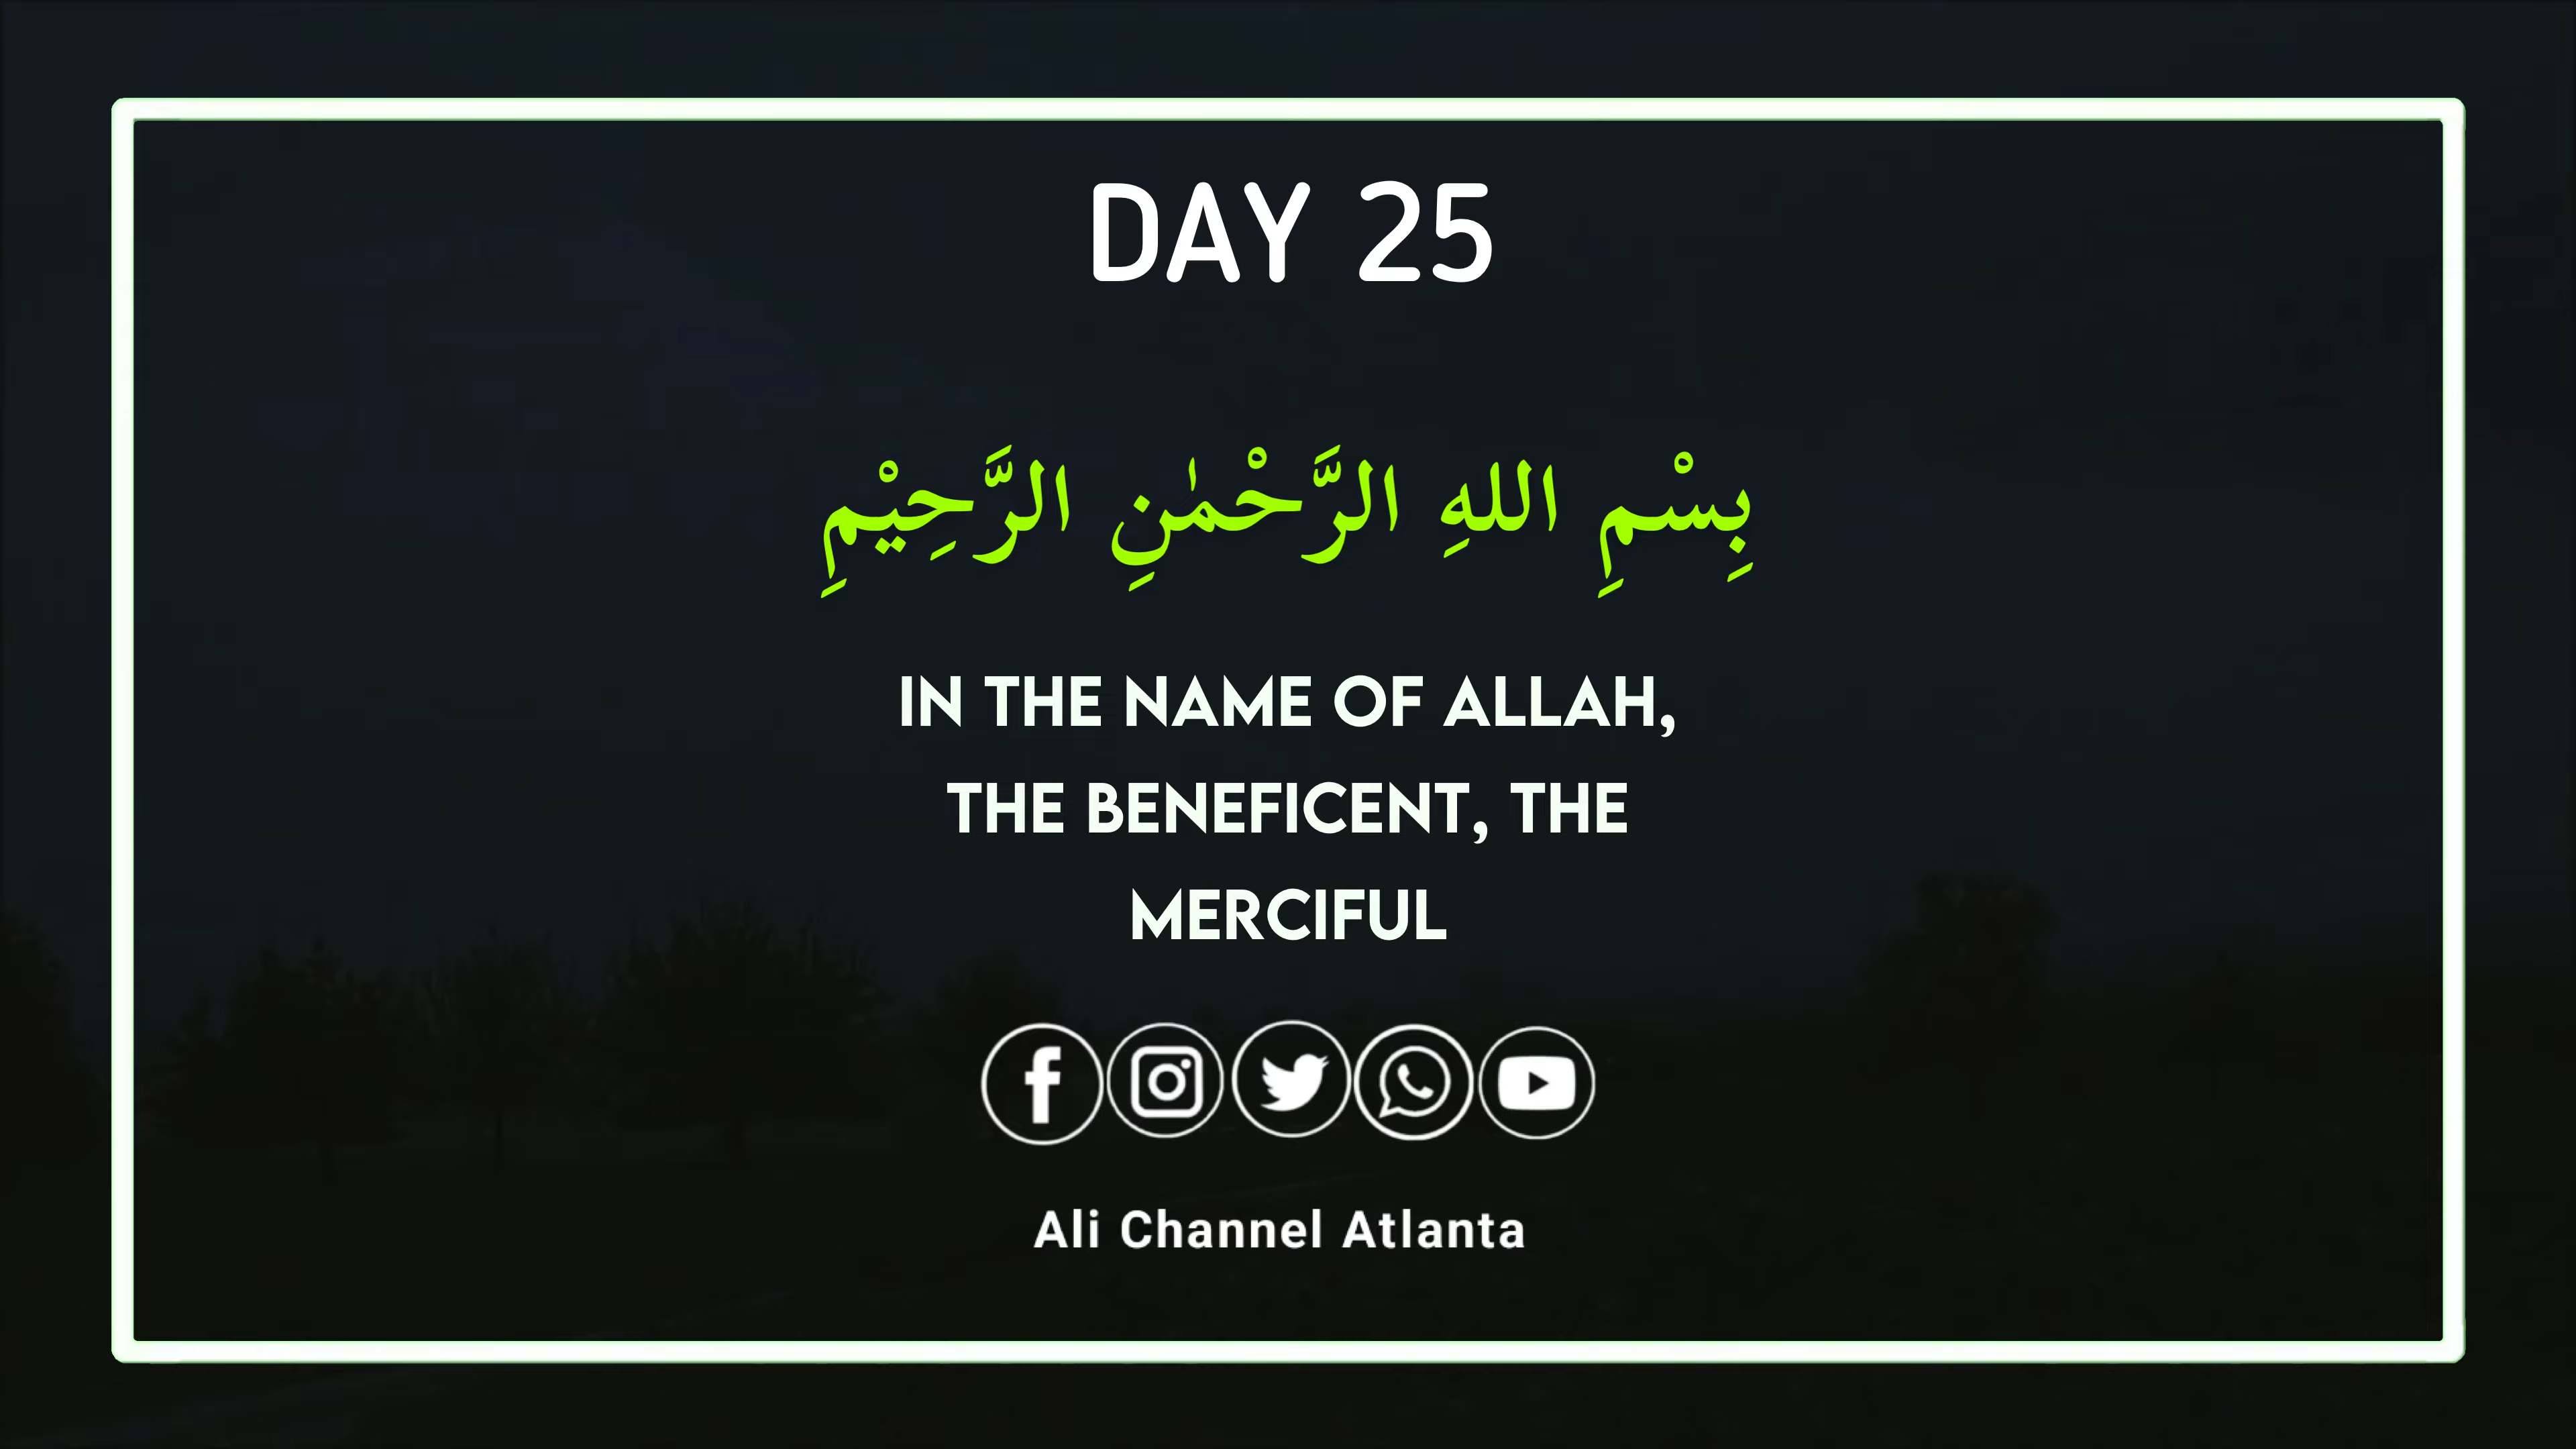 DAY 25
بِسْمِ اللهِ الرَّحْمٰنِ الرَّحِيْمِ
IN THE NAME OF ALLAH,
THE BENEFICENT, THE
MERCIFUL
Ali Channel Atlanta